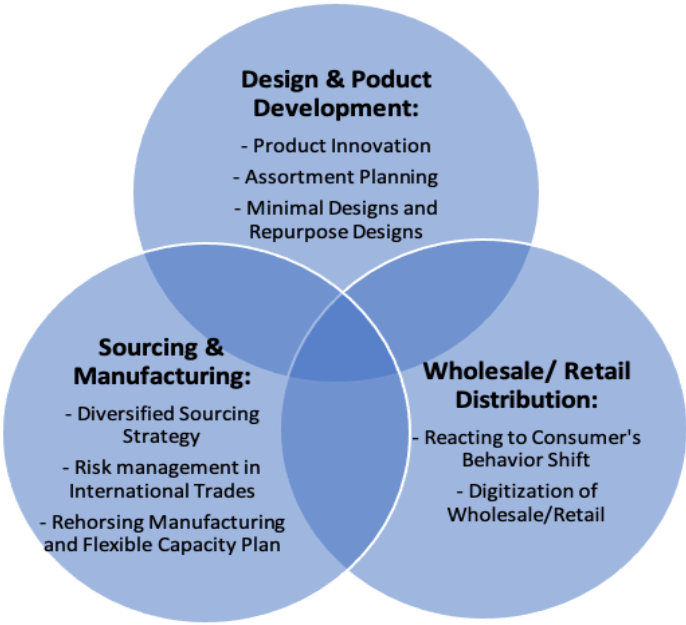 Design & Poduct
Development:
- Product Innovation
- Assortment Planning
- Minimal Designs and
Repurpose Designs
Sourcing &
Manufacturing:
- Diversified Sourcing
Strategy
- Risk management in
International Trades
- Rehorsing Manufacturing
and Flexible Capacity Plan
Wholesale/ Retail
Distribution:
- Reacting to Consumer's
Behavior Shift
- Digitization of
Wholesale/Retail